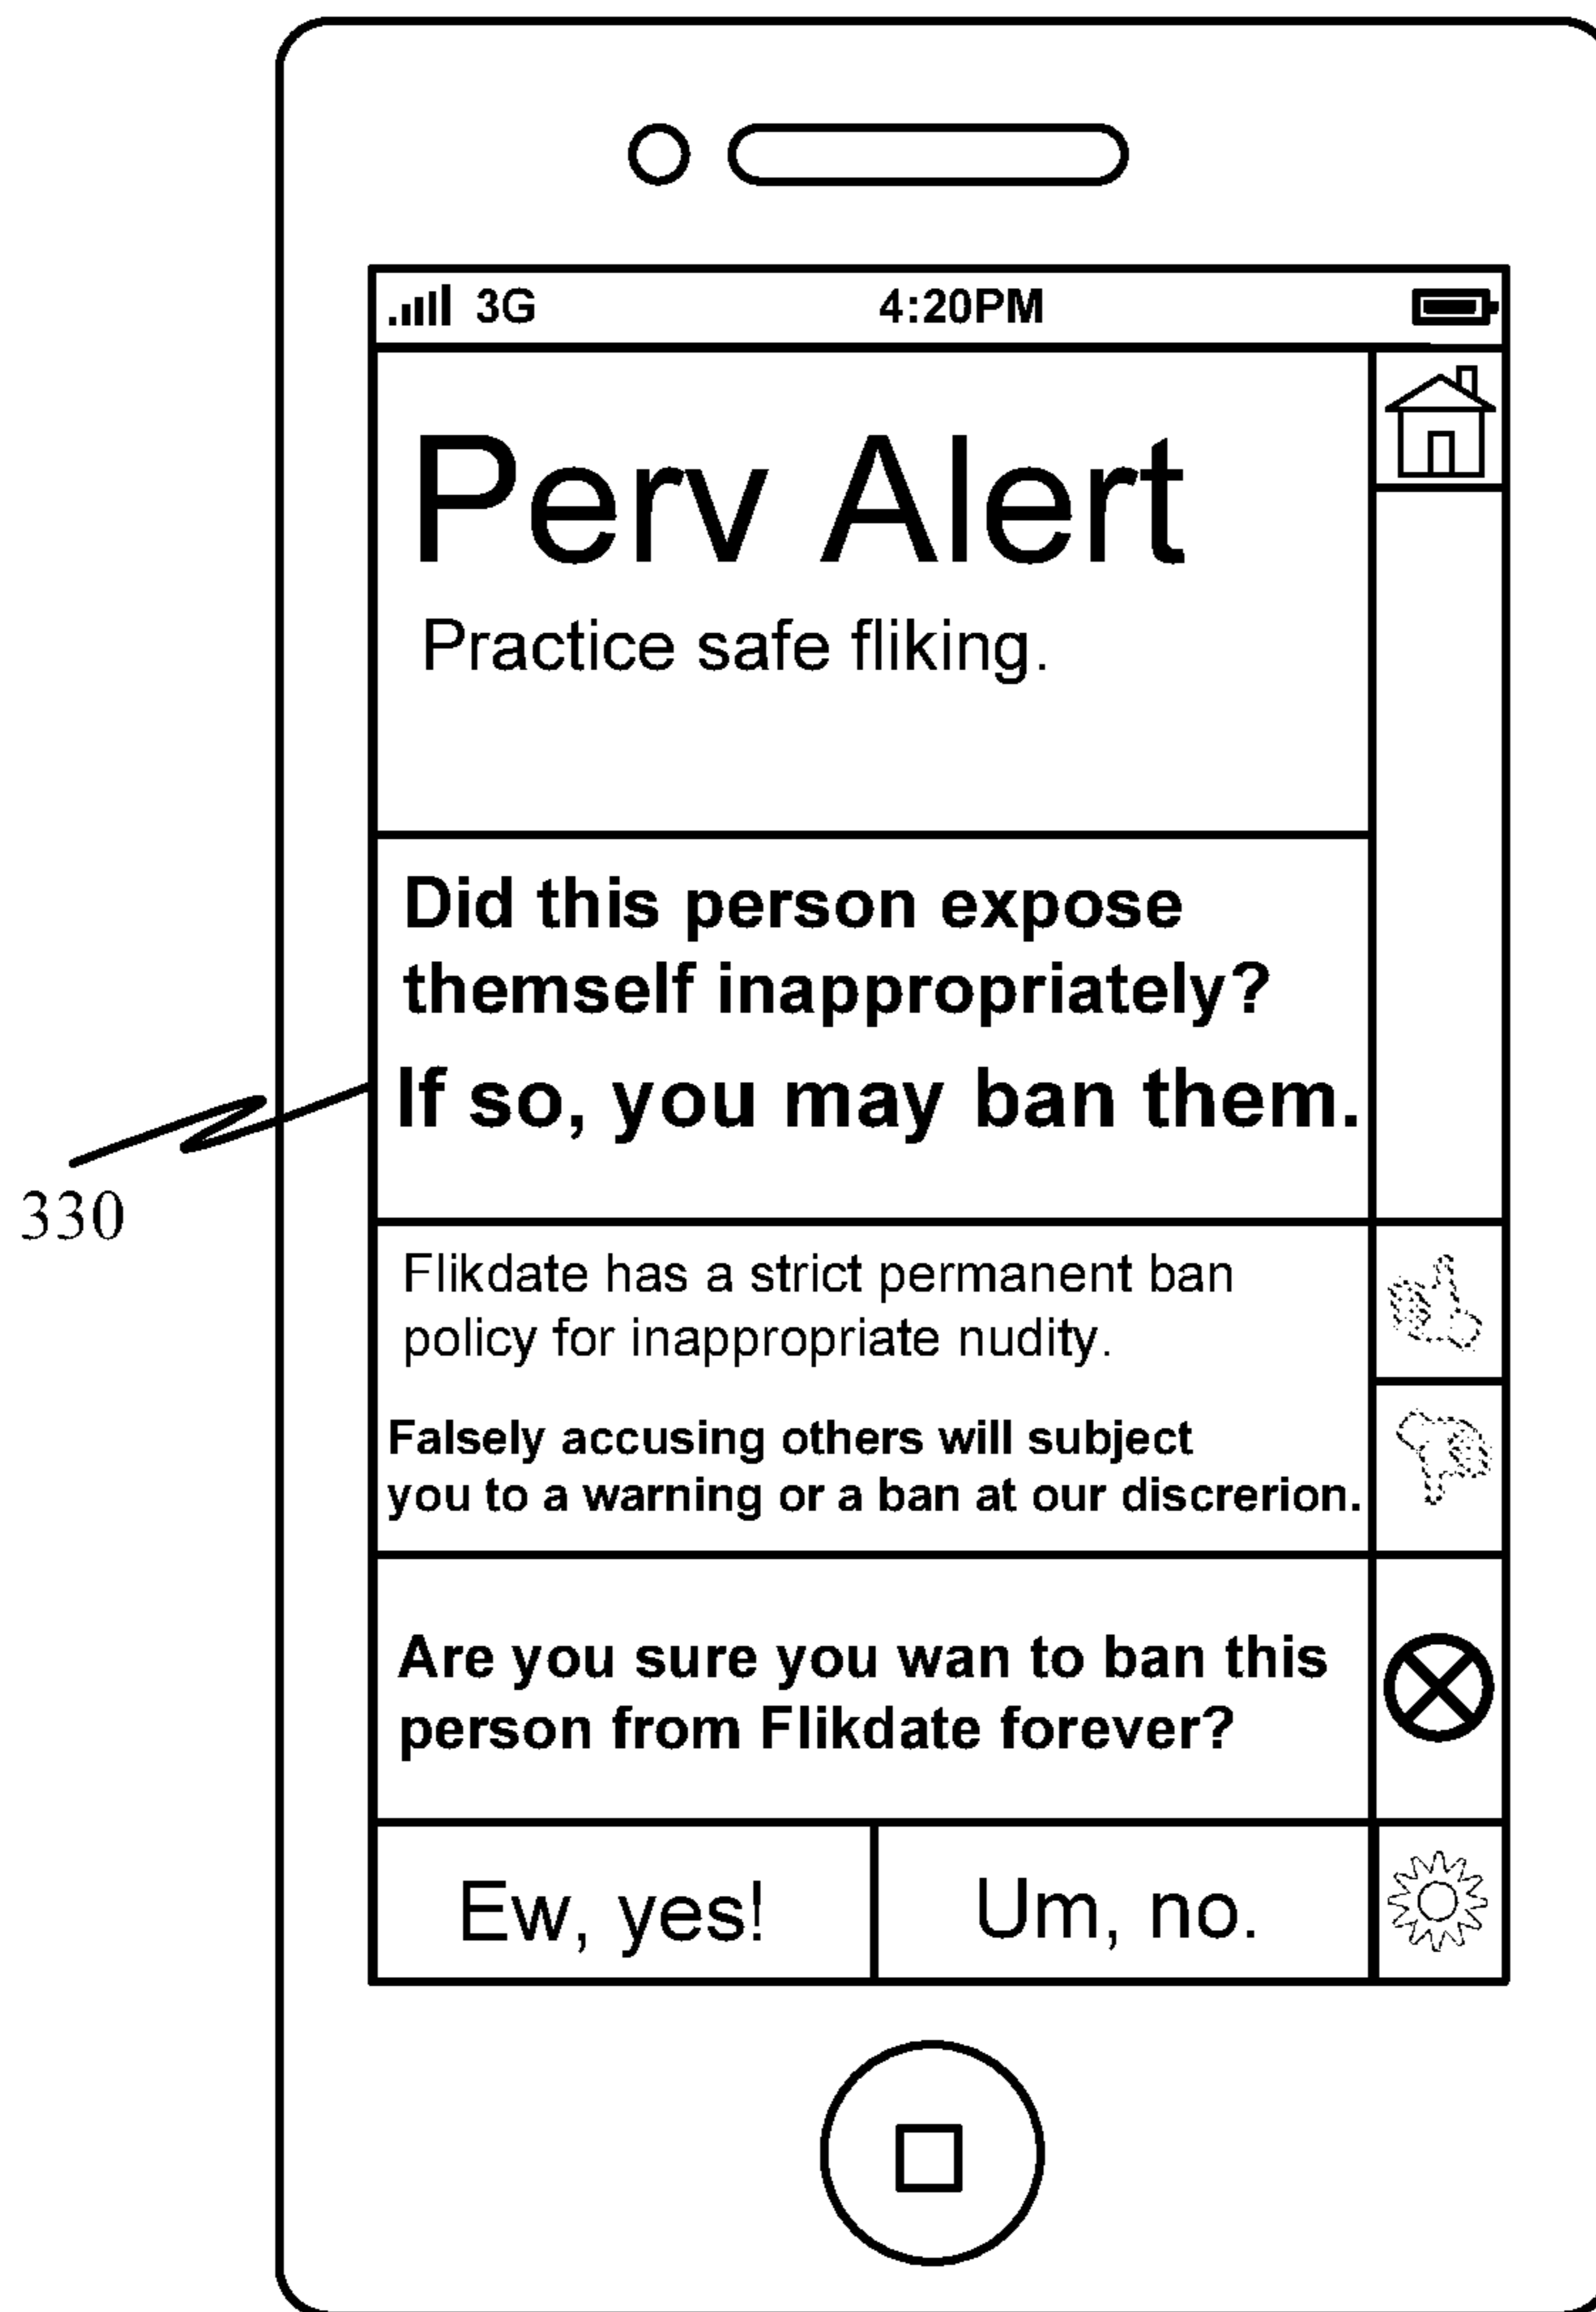 3G 4:20PM
Perv Alert
Practice safe fliking.
Did this person expose
themself inappropriately?
If so, you may ban them.
330
Flikdate has a strict permanent ban
policy for inappropriate nudity.
Falsely accusing others will subject
you to a warning or a ban at our discrerion.
Are you sure you wan to ban this
person from Flikdate forever?
Ew, yes! Um, no.